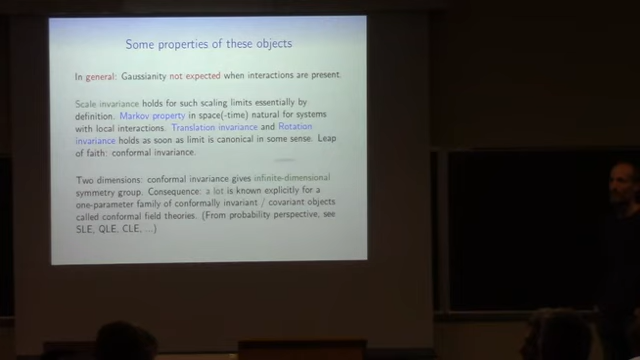 Some properties of these objects
In general: Gaussianity not expected when interactions are present.
Scale invariance holds for such scaling limits essentially by
definition. Markov property in space(-time) natural for systems
with local interactions. Translation invariance and Rotation
invariance holds as soon as limit is canonical in some sense. Leap
of faith: conformal invariance.
Two dimensions: conformal invariance gives infinite-dimensional
symmetry group. Consequence: a lot is known explicitly for a
one-parameter family of conformally invariant / covariant objects
called conformal field theories. (From probability perspective, see
SLE, QLE, CLE, ...)